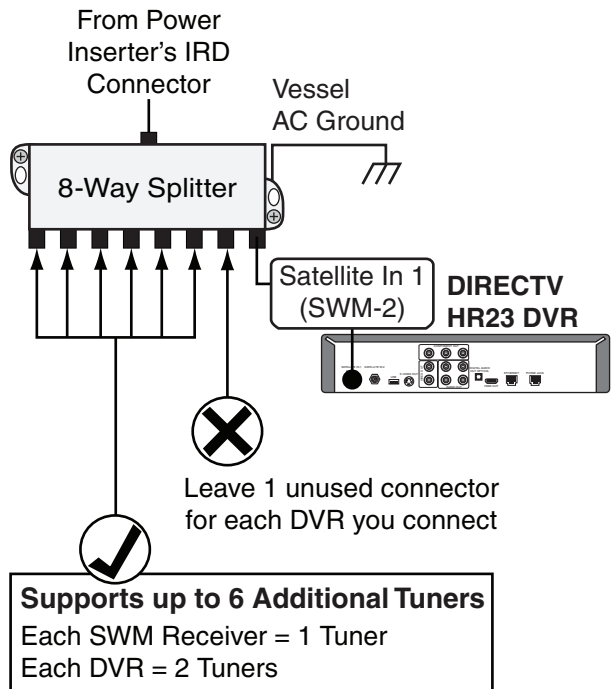 From Power
Inserter's IRD
Connector
Vessel
AC Ground
8-Way Splitter
Satellite In 1
(SWM-2)
DIRECTV
HR23 DVR
Leave 1 unused connector
for each DVR you connect
Supports up to 6 Additional Tuners
Each SWM Receiver = 1 Tuner
Each DVR = 2 Tuners